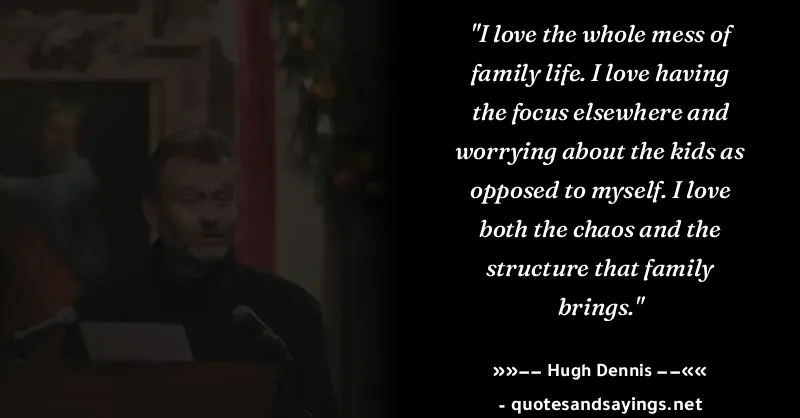 "I love the whole mess of
family life. I love having
the focus elsewhere and
worrying about the kids as
opposed to myself. I love
both the chaos and the
structure that family
brings."
»»–– Hugh Dennis ––««
- quotesandsayings.net